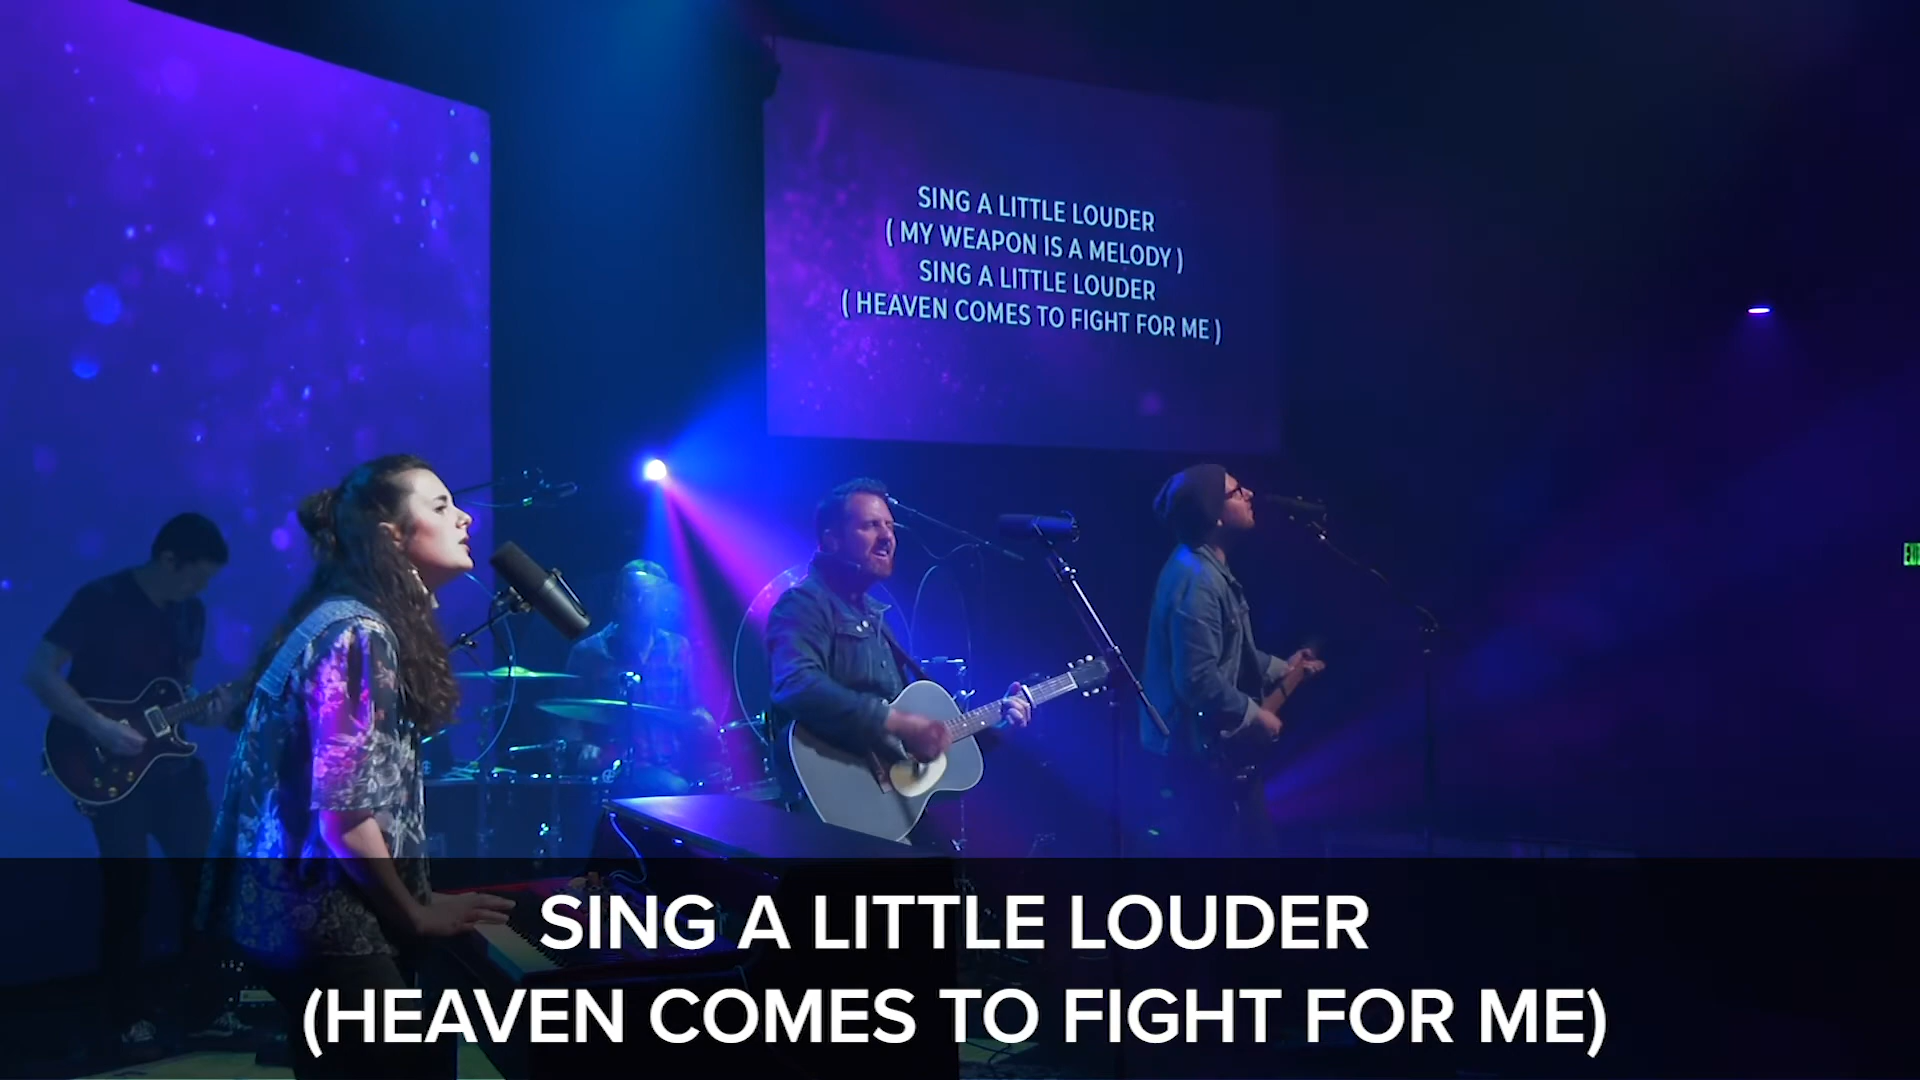 SING A LITTLE LOUDER
( MY WEAPON IS A MELODY )
SING A LITTLE LOUDER
( HEAVEN COMES TO FIGHT FOR ME )
SING A LITTLE LOUDER
(HEAVEN COMES TO FIGHT FOR ME)